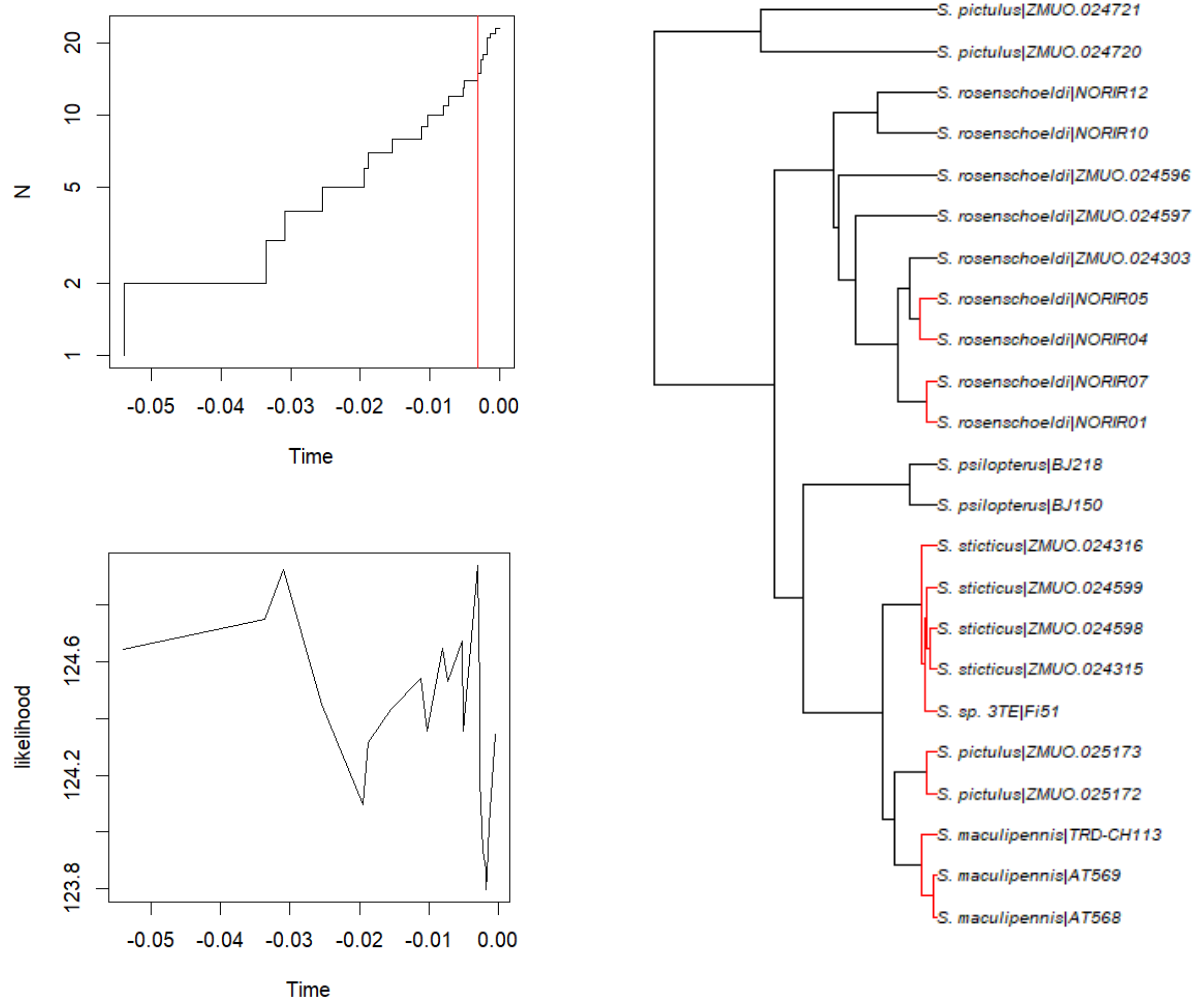 20
10
5
2
1
N
-0.05 -0.04 -0.03 -0.02 -0.01 0.00
Time
124.6
124.2
123.8
likelihood
-0.05 -0.04 -0.03 -0.02 -0.01 0.00
Time
S. pictulus|ZMUO.024721
S. pictulus|ZMUO.024720
S. rosenschoeldi|NORIR12
S. rosenschoeldi|NORIR10
S. rosenschoeldi|ZMUO.024596
S. rosenschoeldi|ZMUO.024597
S. rosenschoeldi|ZMUO.024303
S. rosenschoeldi|NORIR05
S. rosenschoeldi|NORIR04
S. rosenschoeldi|NORIR07
S. rosenschoeldi|NORIR01
S. psilopterus|BJ218
S. psilopterus|BJ150
S. sticticus|ZMUO.024316
S. sticticus|ZMUO.024599
S. sticticus|ZMUO.024598
S. sticticus|ZMUO.024315
S. sp. 3TE|Fi51
S. pictulus|ZMUO.025173
S. pictulus|ZMUO.025172
S. maculipennis|TRD-CH113
S. maculipennis|AT569
S. maculipennis|AT568